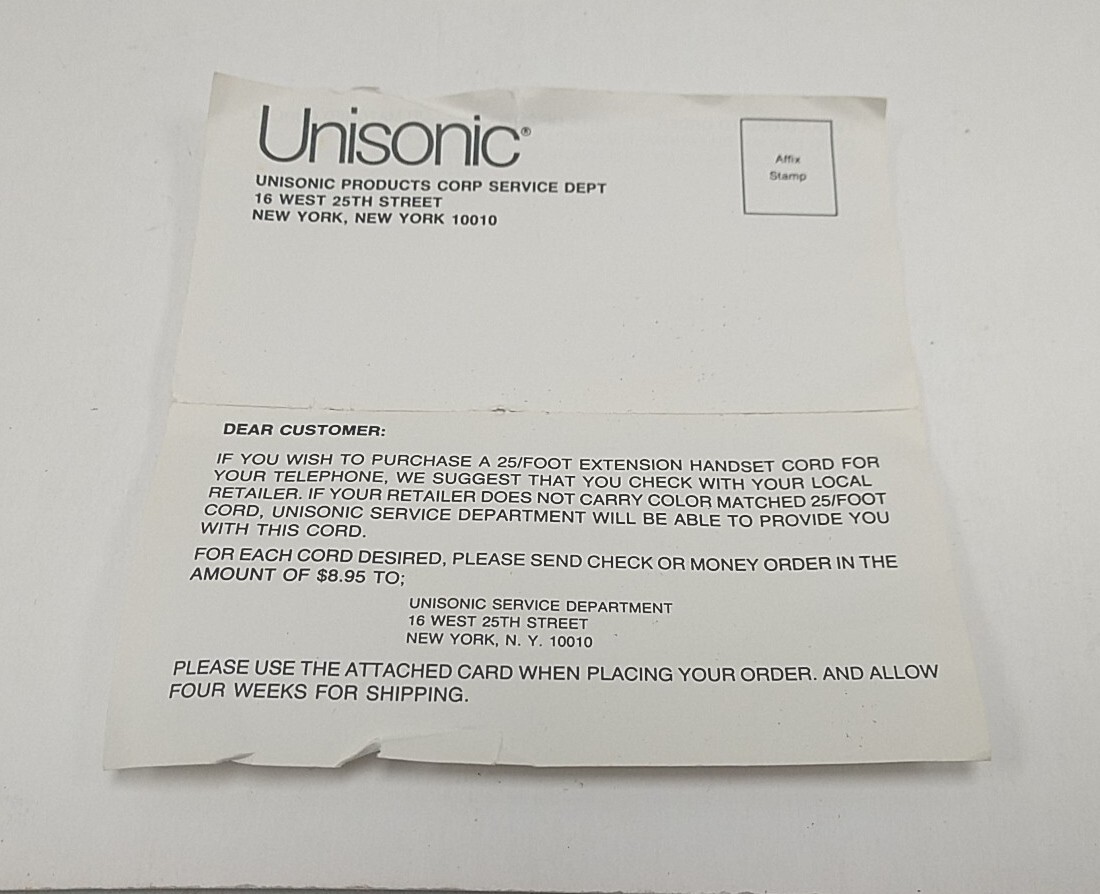 Unisonic®
UNISONIC PRODUCTS CORP SERVICE DEPT
16 WEST 25TH STREET
NEW YORK, NEW YORK 10010
Affix
Stamp
DEAR CUSTOMER:
IF YOU WISH TO PURCHASE A 25/FOOT EXTENSION HANDSET CORD FOR
YOUR TELEPHONE, WE SUGGEST THAT YOU CHECK WITH YOUR LOCAL
RETAILER. IF YOUR RETAILER DOES NOT CARRY COLOR MATCHED 25/FOOT
CORD, UNISONIC SERVICE DEPARTMENT WILL BE ABLE TO PROVIDE YOU
WITH THIS CORD.
FOR EACH CORD DESIRED, PLEASE SEND CHECK OR MONEY ORDER IN THE
AMOUNT OF $8.95 TO;
UNISONIC SERVICE DEPARTMENT
16 WEST 25TH STREET
NEW YORK, N. Y. 10010
PLEASE USE THE ATTACHED CARD WHEN PLACING YOUR ORDER. AND ALLOW
FOUR WEEKS FOR SHIPPING.